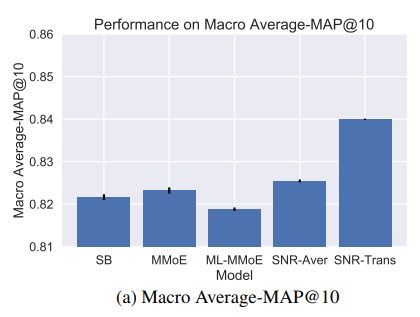 Performance on Macro Average-MAP@10
Macro Average-MAP@10
0.86
0.85
0.84
0.83
0.82
0.81
SB MMoE ML-MMoE SNR-Aver SNR-Trans
Model
(a) Macro Average-MAP@10